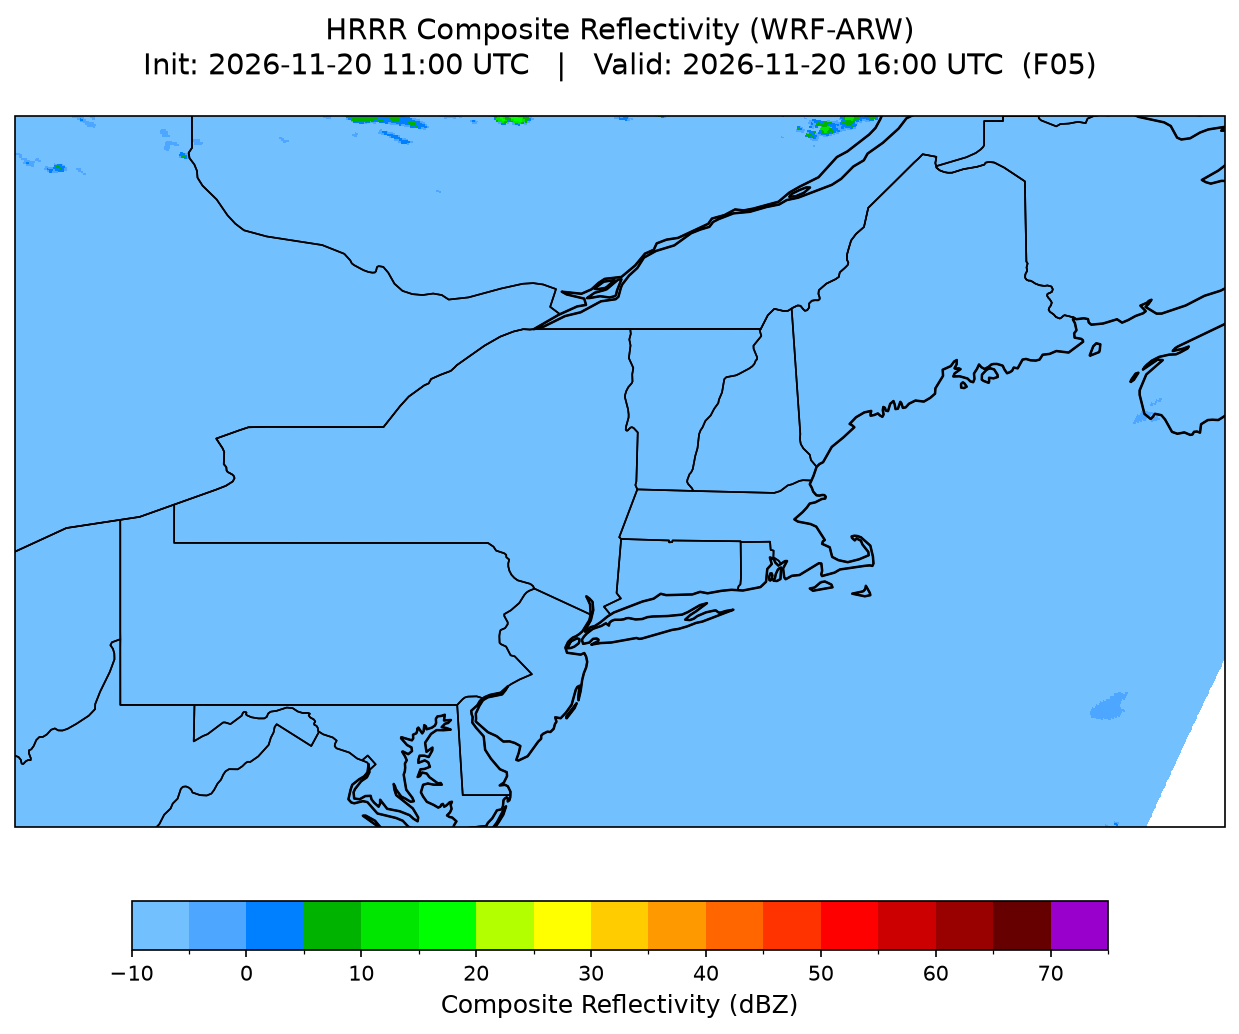 HRRR Composite Reflectivity (WRF-ARW)
Init: 2026-11-20 11:00 UTC   |   Valid: 2026-11-20 16:00 UTC  (F05)
−10 0 10 20 30 40 50 60 70
Composite Reflectivity (dBZ)